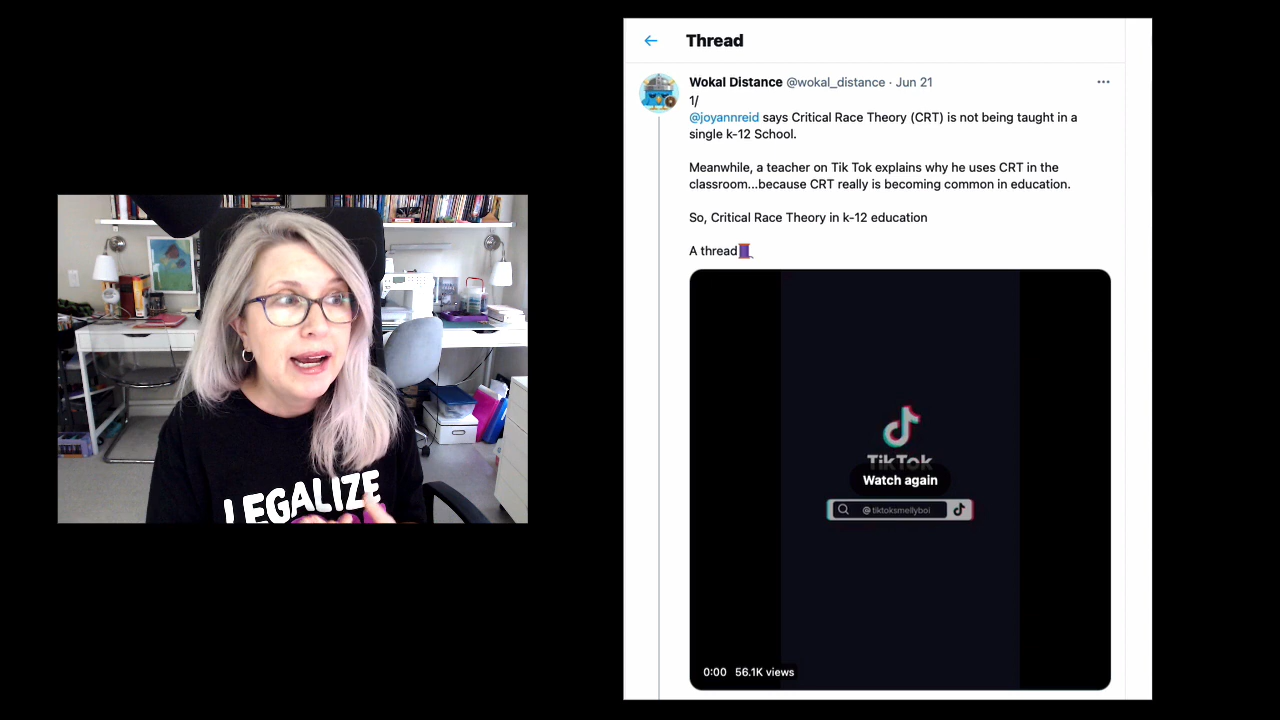 Thread
Wokal Distance @wokal_distance · Jun 21
1/
@joyannreid says Critical Race Theory (CRT) is not being taught in a
single k-12 School.
Meanwhile, a teacher on Tik Tok explains why he uses CRT in the
classroom...because CRT really is becoming common in education.
So, Critical Race Theory in k-12 education
A thread
TikTok
Watch again
@tiktoksmellyboi
0:00 56.1K views
LEGALIZE